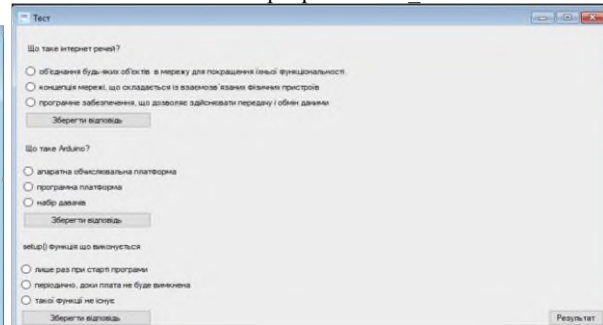 Тест
Що таке інтернет речей?
об'єднання будь-яких об'єктів в мережу для покращення їхньої функціональності
концепція мережі, що складається із взаємозв'язаних фізичних пристроїв
програмне забезпечення, що дозволяє здійснювати передачу і обмін даними
Зберегти відповідь
Що таке Arduino?
апаратна обчислювальна платформа
програмна платформа
набір давачів
Зберегти відповідь
setup() функція що виконується
лише раз при старті програми
періодично, доки плата не буде вимкнена
такої функції не існує
Зберегти відповідь
Результат